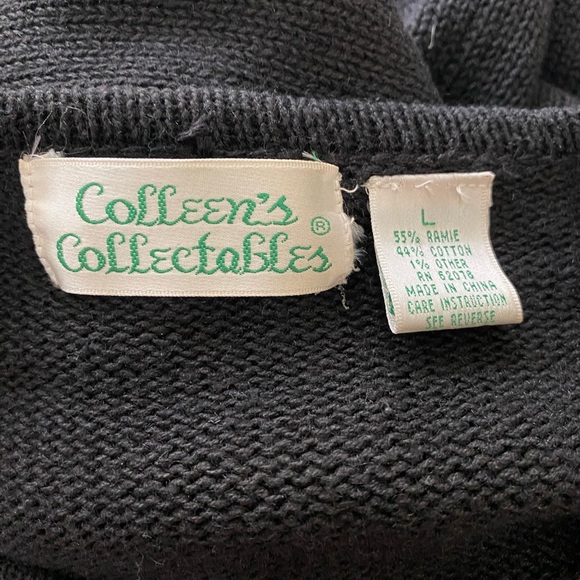 Colleen's
Collectables ®
L
55% RAMIE
44% COTTON
1% OTHER
RN 62078
MADE IN CHINA
CARE INSTRUCTION
SEE REVERSE